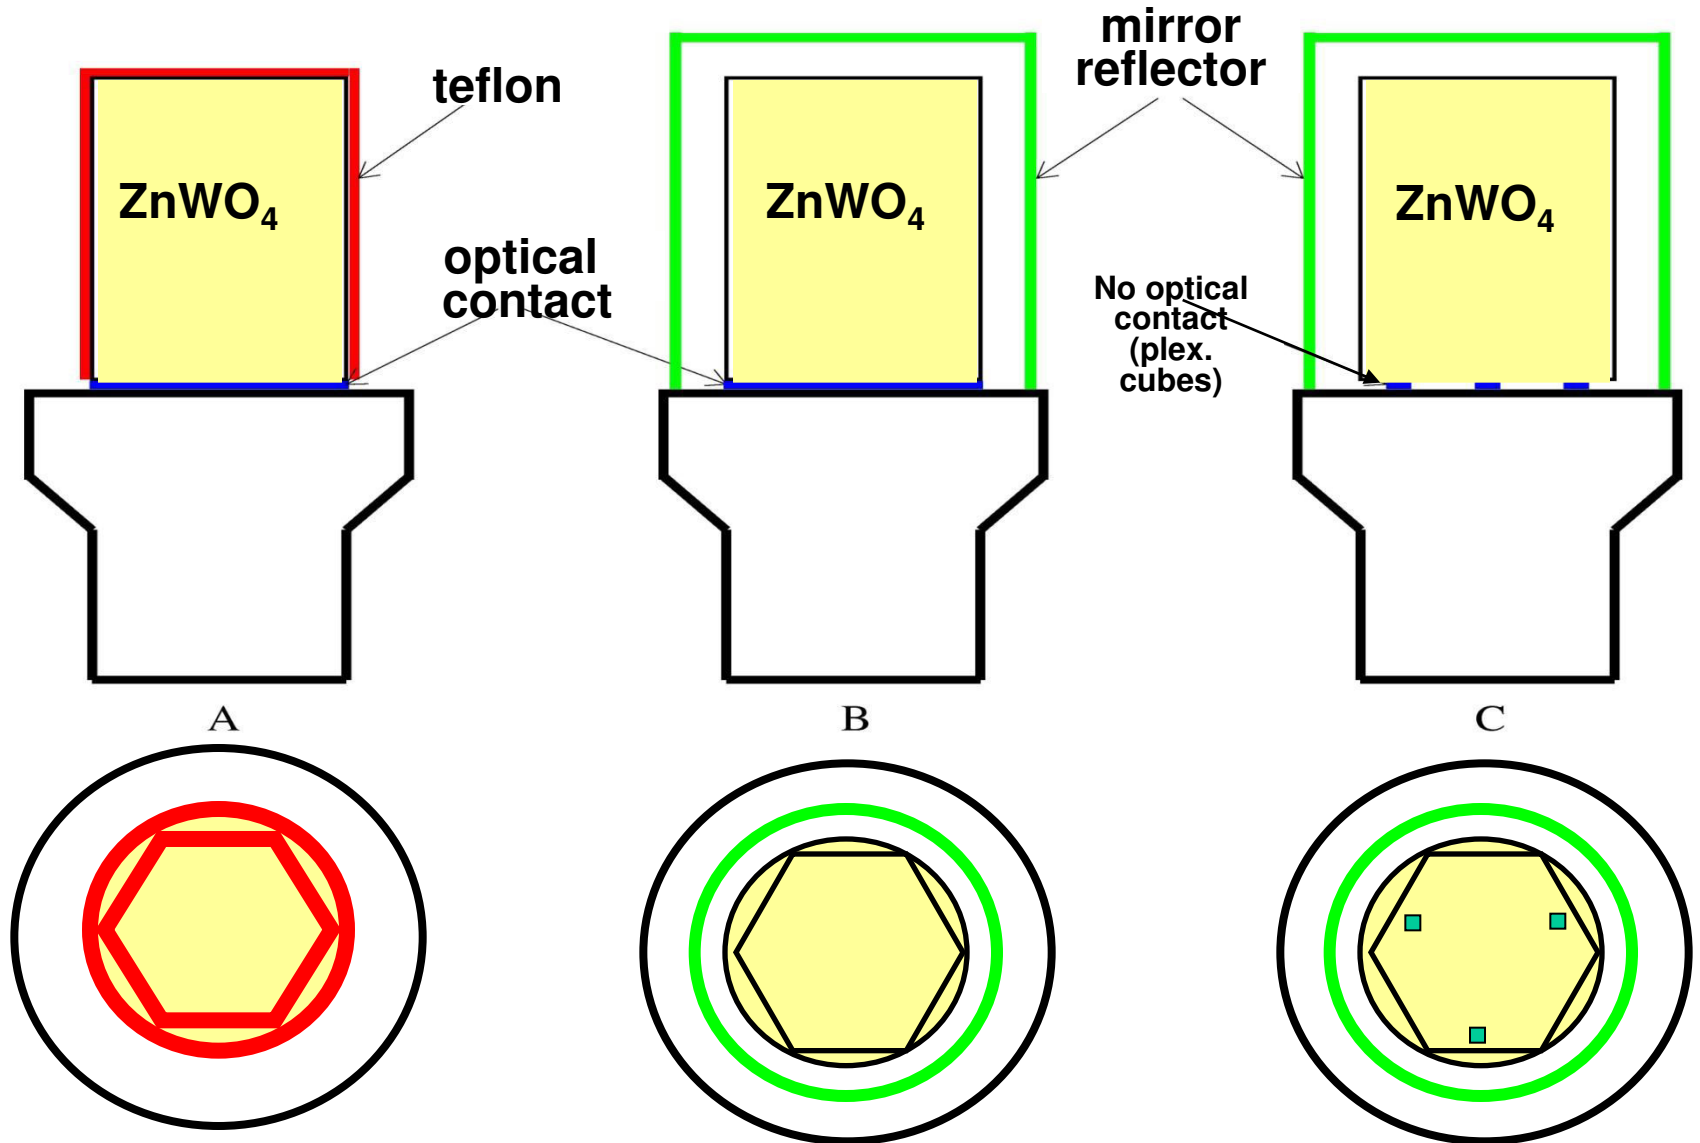 teflon
mirror
reflector
ZnWO4
ZnWO4
ZnWO4
optical
contact
No optical
contact
(plex.
cubes)
A
B
C